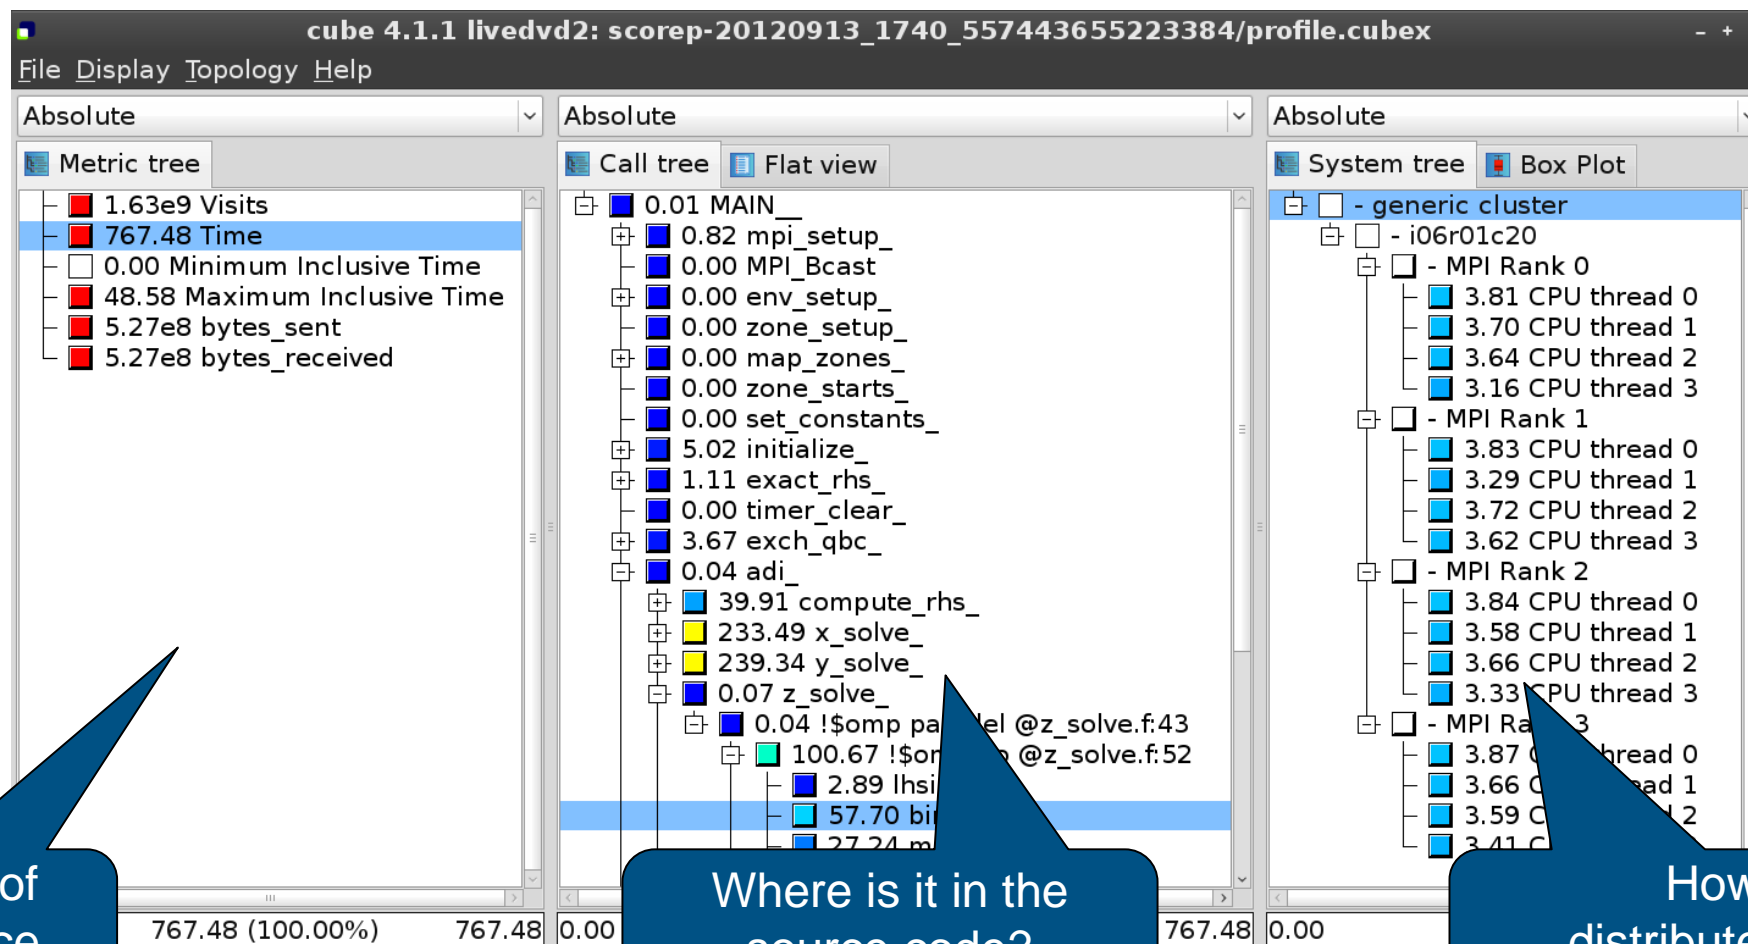 cube 4.1.1 livedvd2: scorep-20120913_1740_557443655223384/profile.cubex
File Display Topology Help
Absolute
Metric tree
1.63e9 Visits
767.48 Time
0.00 Minimum Inclusive Time
48.58 Maximum Inclusive Time
5.27e8 bytes_sent
5.27e8 bytes_received
of
767.48 (100.00%) 767.48
Absolute
Call tree Flat view
0.01 MAIN__
0.82 mpi_setup_
0.00 MPI_Bcast
0.00 env_setup_
0.00 zone_setup_
0.00 map_zones_
0.00 zone_starts_
0.00 set_constants_
5.02 initialize_
1.11 exact_rhs_
0.00 timer_clear_
3.67 exch_qbc_
0.04 adi_
39.91 compute_rhs_
233.49 x_solve_
239.34 y_solve_
0.07 z_solve_
0.04 !$omp pa el @z_solve.f:43
100.67 !$o @z_solve.f:52
2.89 lhsi
57.70 bi
27.24 m
Where is it in the
source code?
0.00 767.48
Absolute
System tree Box Plot
- generic cluster
- i06r01c20
- MPI Rank 0
3.81 CPU thread 0
3.70 CPU thread 1
3.64 CPU thread 2
3.16 CPU thread 3
- MPI Rank 1
3.83 CPU thread 0
3.29 CPU thread 1
3.72 CPU thread 2
3.62 CPU thread 3
- MPI Rank 2
3.84 CPU thread 0
3.58 CPU thread 1
3.66 CPU thread 2
3.33 CPU thread 3
- MPI Ra 3
3.87 hread 0
3.66 C ad 1
3.59 C 2
3.41 C
How
distribute
0.00